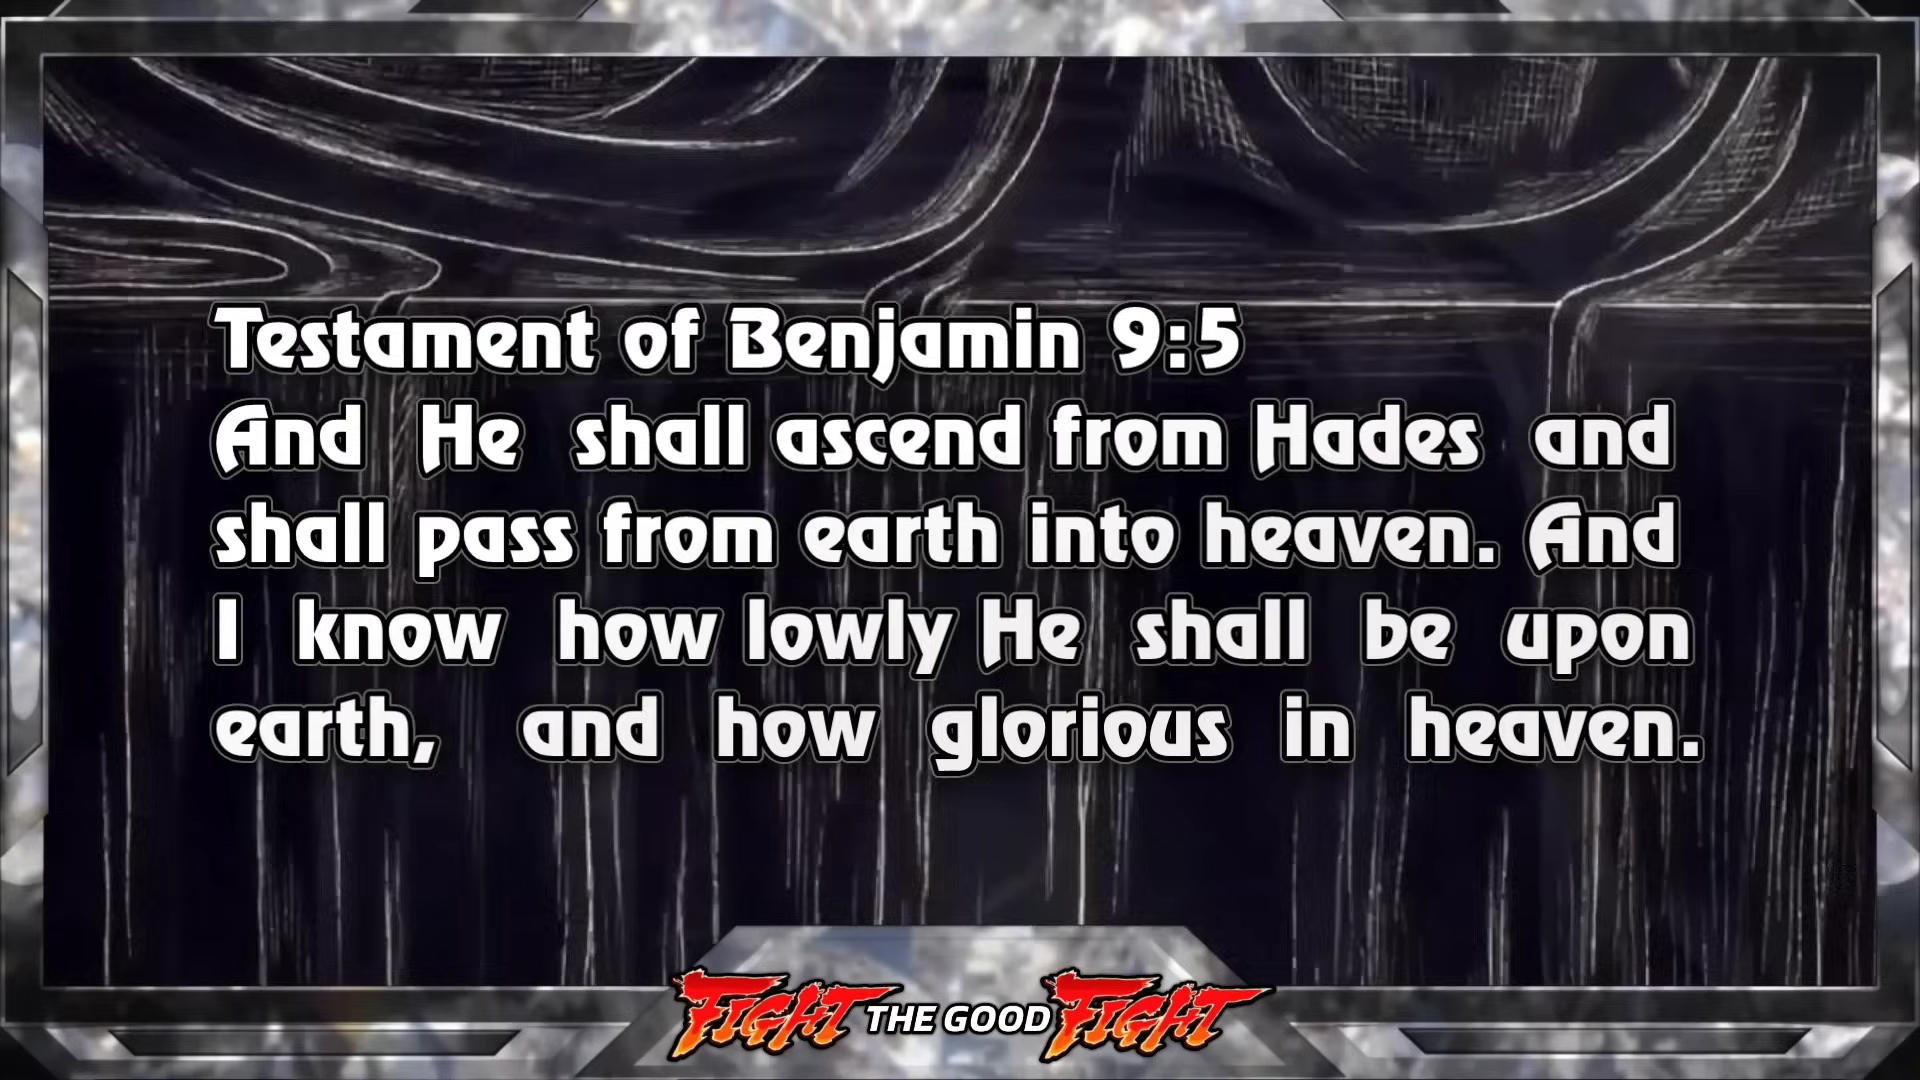 Testament of Benjamin 9:5
And He shall ascend from Hades and
shall pass from earth into heaven. And
I know how lowly He shall be upon
earth, and how glorious in heaven.
FIGHT THE GOOD FIGHT